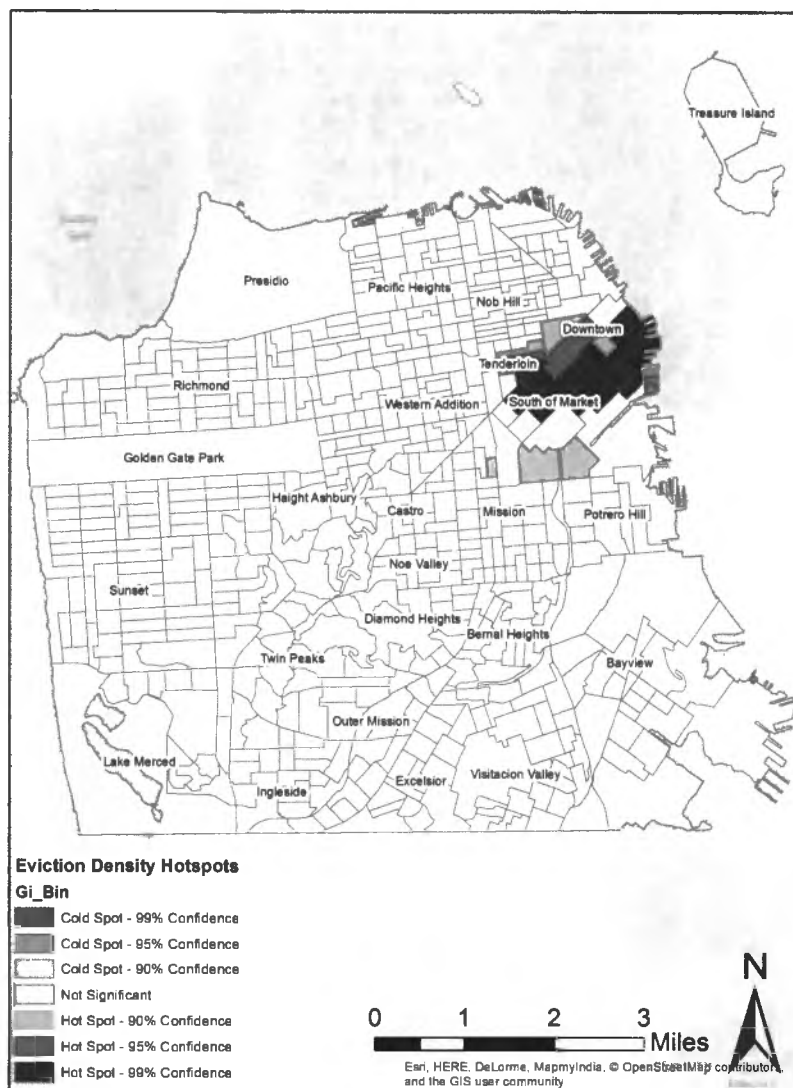 Treasure Island
Presidio
Pacific Heights
Nob Hill
Downtown
Tenderloin
Richmond
Western Addition
South of Market
Golden Gate Park
Haight Ashbury
Castro
Mission
Potrero Hill
Noe Valley
Sunset
Diamond Heights
Bernal Heights
Twin Peaks
Bayview
Outer Mission
Lake Merced
Visitacion Valley
Excelsior
Ingleside
Eviction Density Hotspots
Gi_Bin
Cold Spot - 99% Confidence
Cold Spot - 95% Confidence
Cold Spot - 90% Confidence
Not Significant
Hot Spot - 90% Confidence
Hot Spot - 95% Confidence
Hot Spot - 99% Confidence
N
0 1 2 3
Miles
Esri, HERE, DeLorme, MapmyIndia, © OpenStreetMap contributors,
and the GIS user community